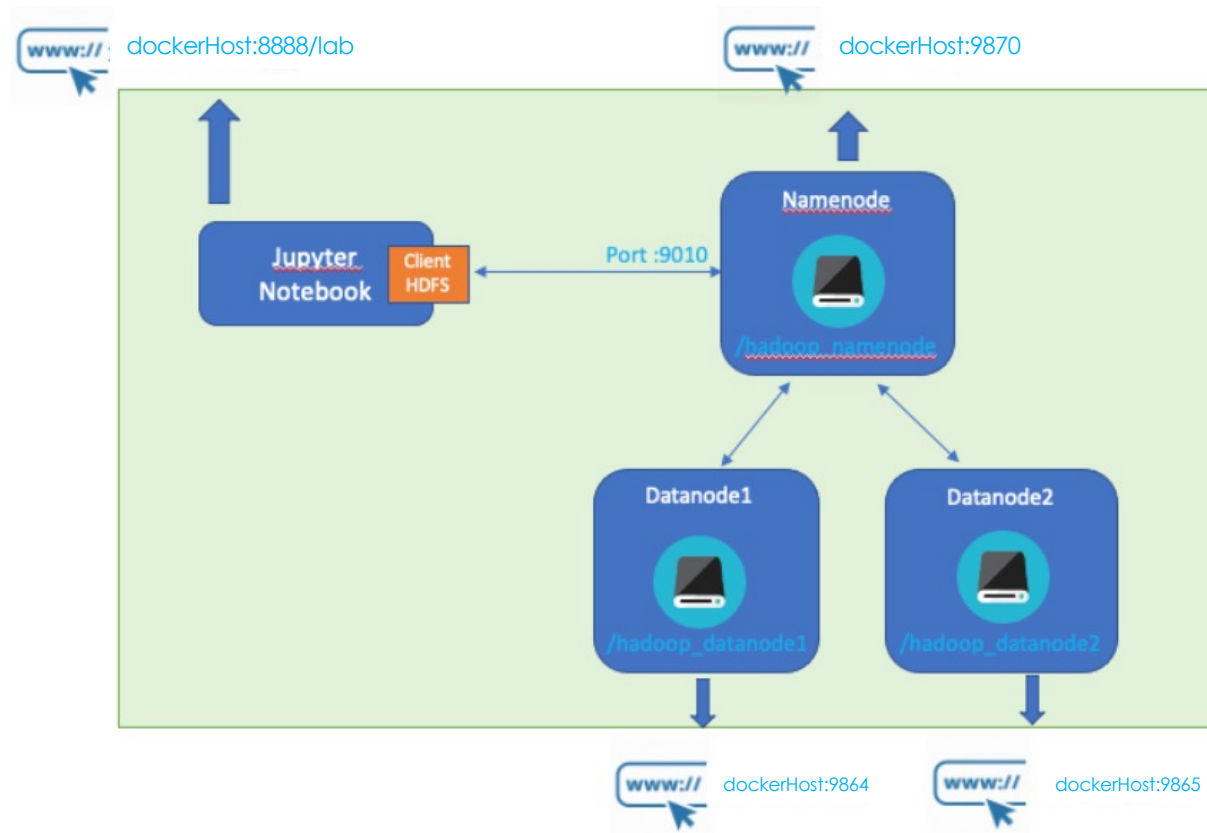 www://
dockerHost:8888/lab
www://
dockerHost:9870
Namenode
Jupyter
Notebook
Client
HDFS
Port :9010
/hadoop_namenode
Datanode1
Datanode2
/hadoop_datanode1
/hadoop_datanode2
www://
dockerHost:9864
www://
dockerHost:9865